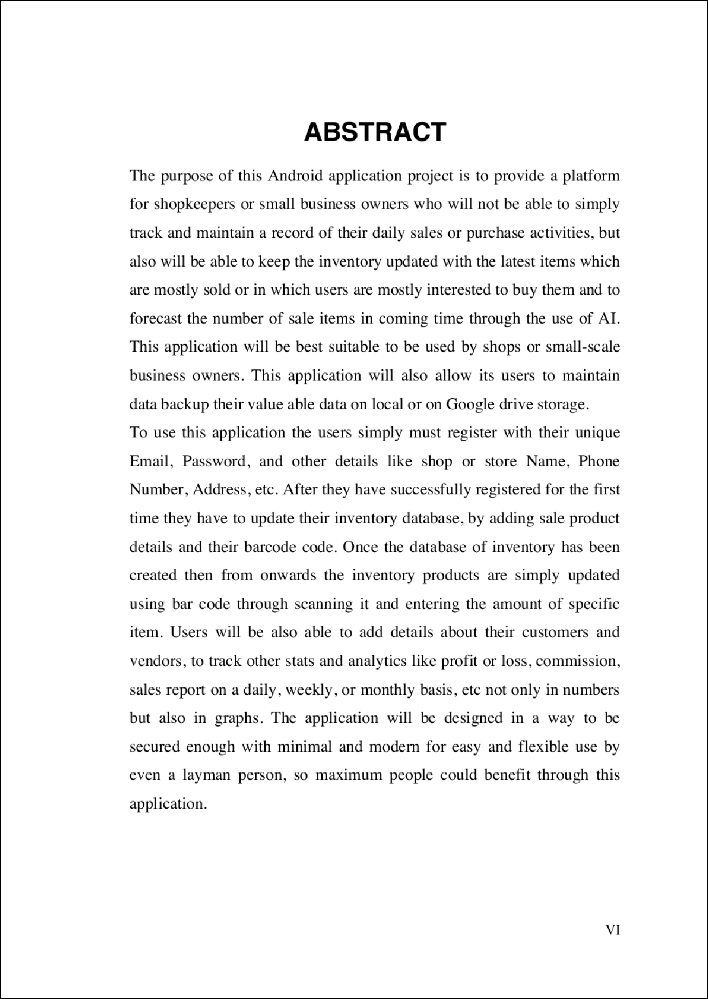 ABSTRACT
The purpose of this Android application project is to provide a platform
for shopkeepers or small business owners who will not be able to simply
track and maintain a record of their daily sales or purchase activities, but
also will be able to keep the inventory updated with the latest items which
are mostly sold or in which users are mostly interested to buy them and to
forecast the number of sale items in coming time through the use of AI.
This application will be best suitable to be used by shops or small-scale
business owners. This application will also allow its users to maintain
data backup their value able data on local or on Google drive storage.
To use this application the users simply must register with their unique
Email, Password, and other details like shop or store Name, Phone
Number, Address, etc. After they have successfully registered for the first
time they have to update their inventory database, by adding sale product
details and their barcode code. Once the database of inventory has been
created then from onwards the inventory products are simply updated
using bar code through scanning it and entering the amount of specific
item. Users will be also able to add details about their customers and
vendors, to track other stats and analytics like profit or loss, commission,
sales report on a daily, weekly, or monthly basis, etc not only in numbers
but also in graphs. The application will be designed in a way to be
secured enough with minimal and modern for easy and flexible use by
even a layman person, so maximum people could benefit through this
application.
VI